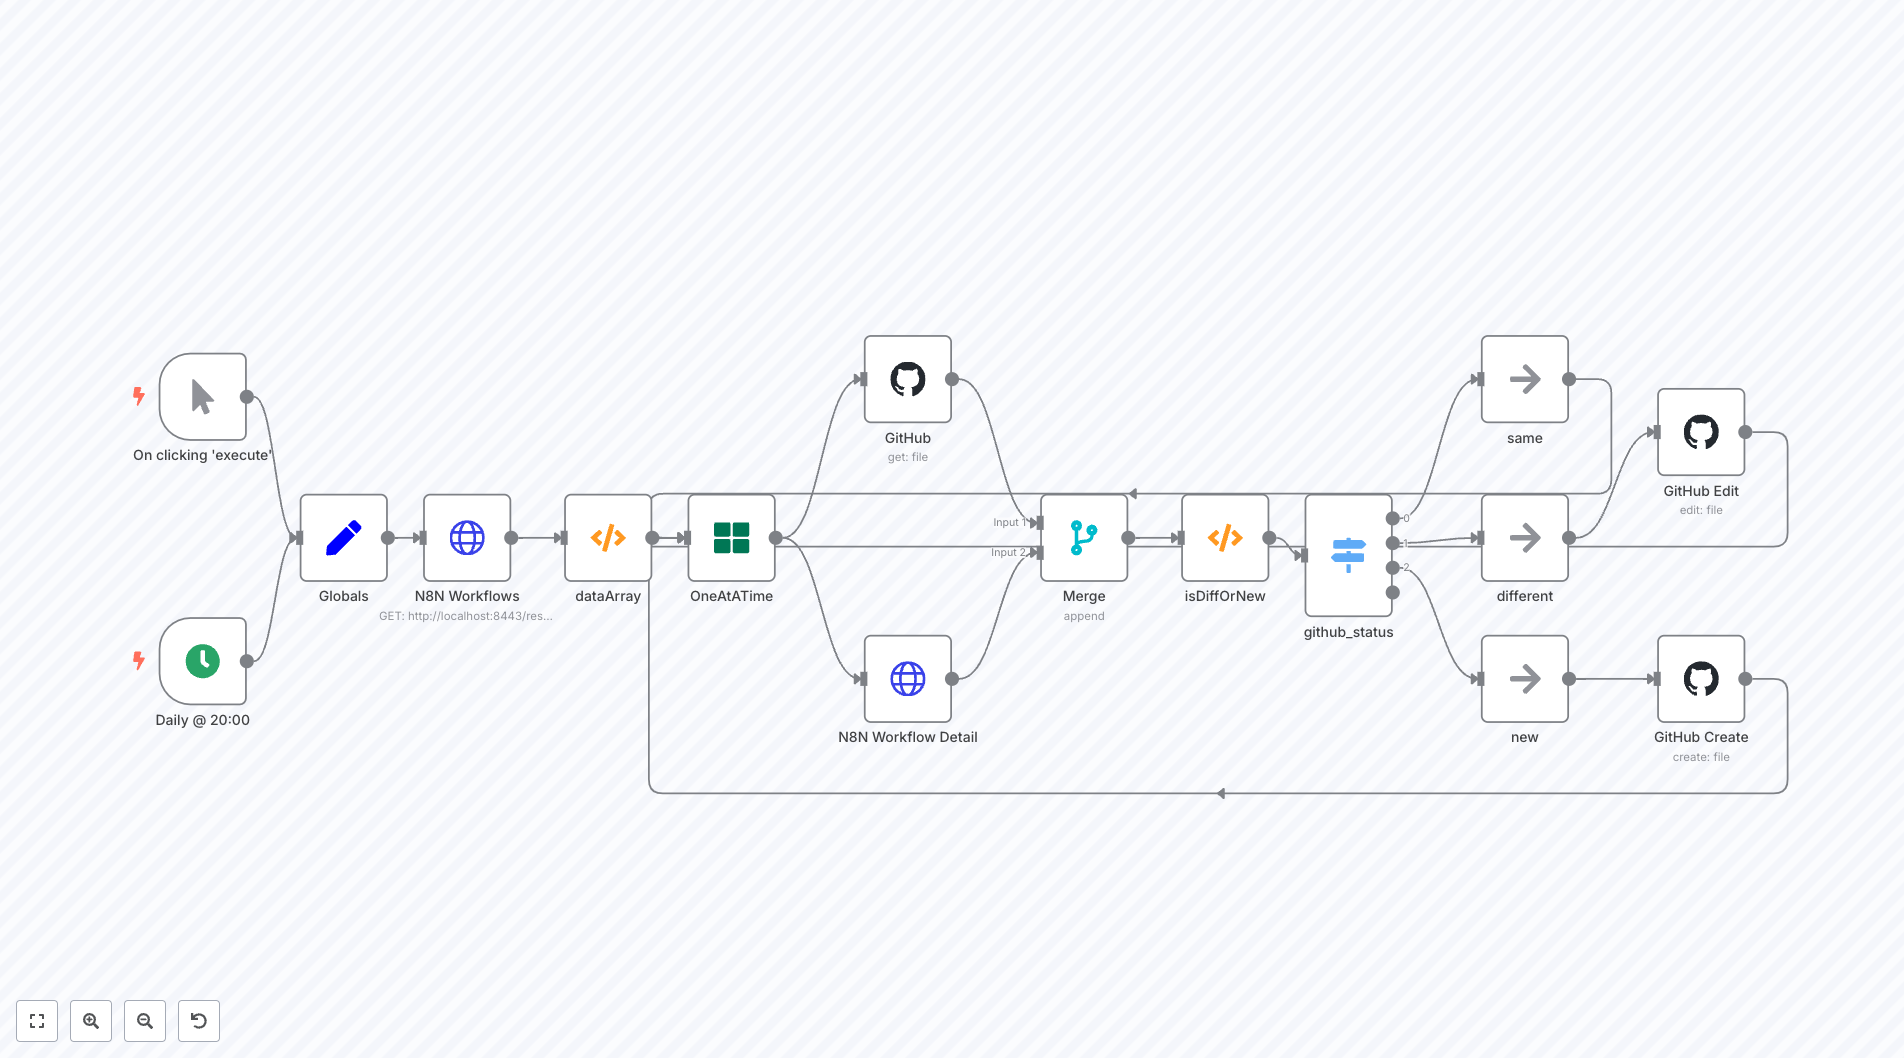 On clicking 'execute'
Daily @ 20:00
Globals
N8N Workflows
GET: http://localhost:8443/res...
dataArray
OneAtATime
GitHub
get: file
N8N Workflow Detail
Input 1
Input 2
Merge
append
isDiffOrNew
github_status
0
1
2
same
different
new
GitHub Edit
edit: file
GitHub Create
create: file